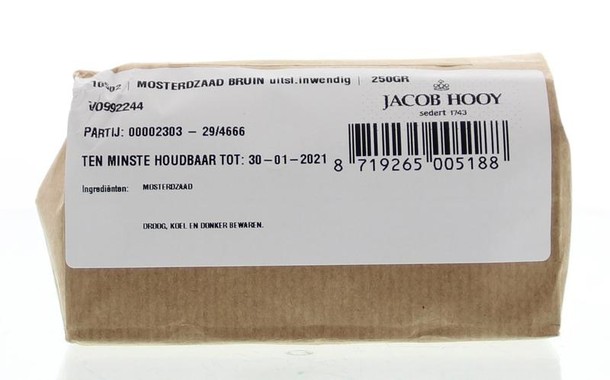 MOSTERDZAAD BRUIN uitsl.inwendig | 250GR
V0992244
JACOB HOOY
sedert 1743
PARTIJ: 00002303 - 29/4666
TEN MINSTE HOUDBAAR TOT: 30-01-2021
8 719265 005188
Ingrediënten: MOSTERDZAAD
DROOG, KOEL EN DONKER BEWAREN.